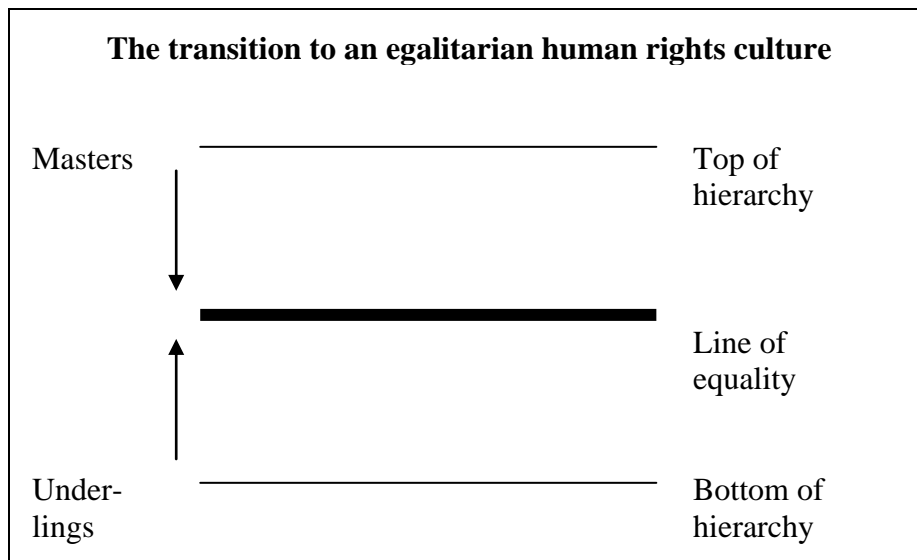 The transition to an egalitarian human rights culture
Masters
Top of
hierarchy
Line of
equality
Under-
lings
Bottom of
hierarchy